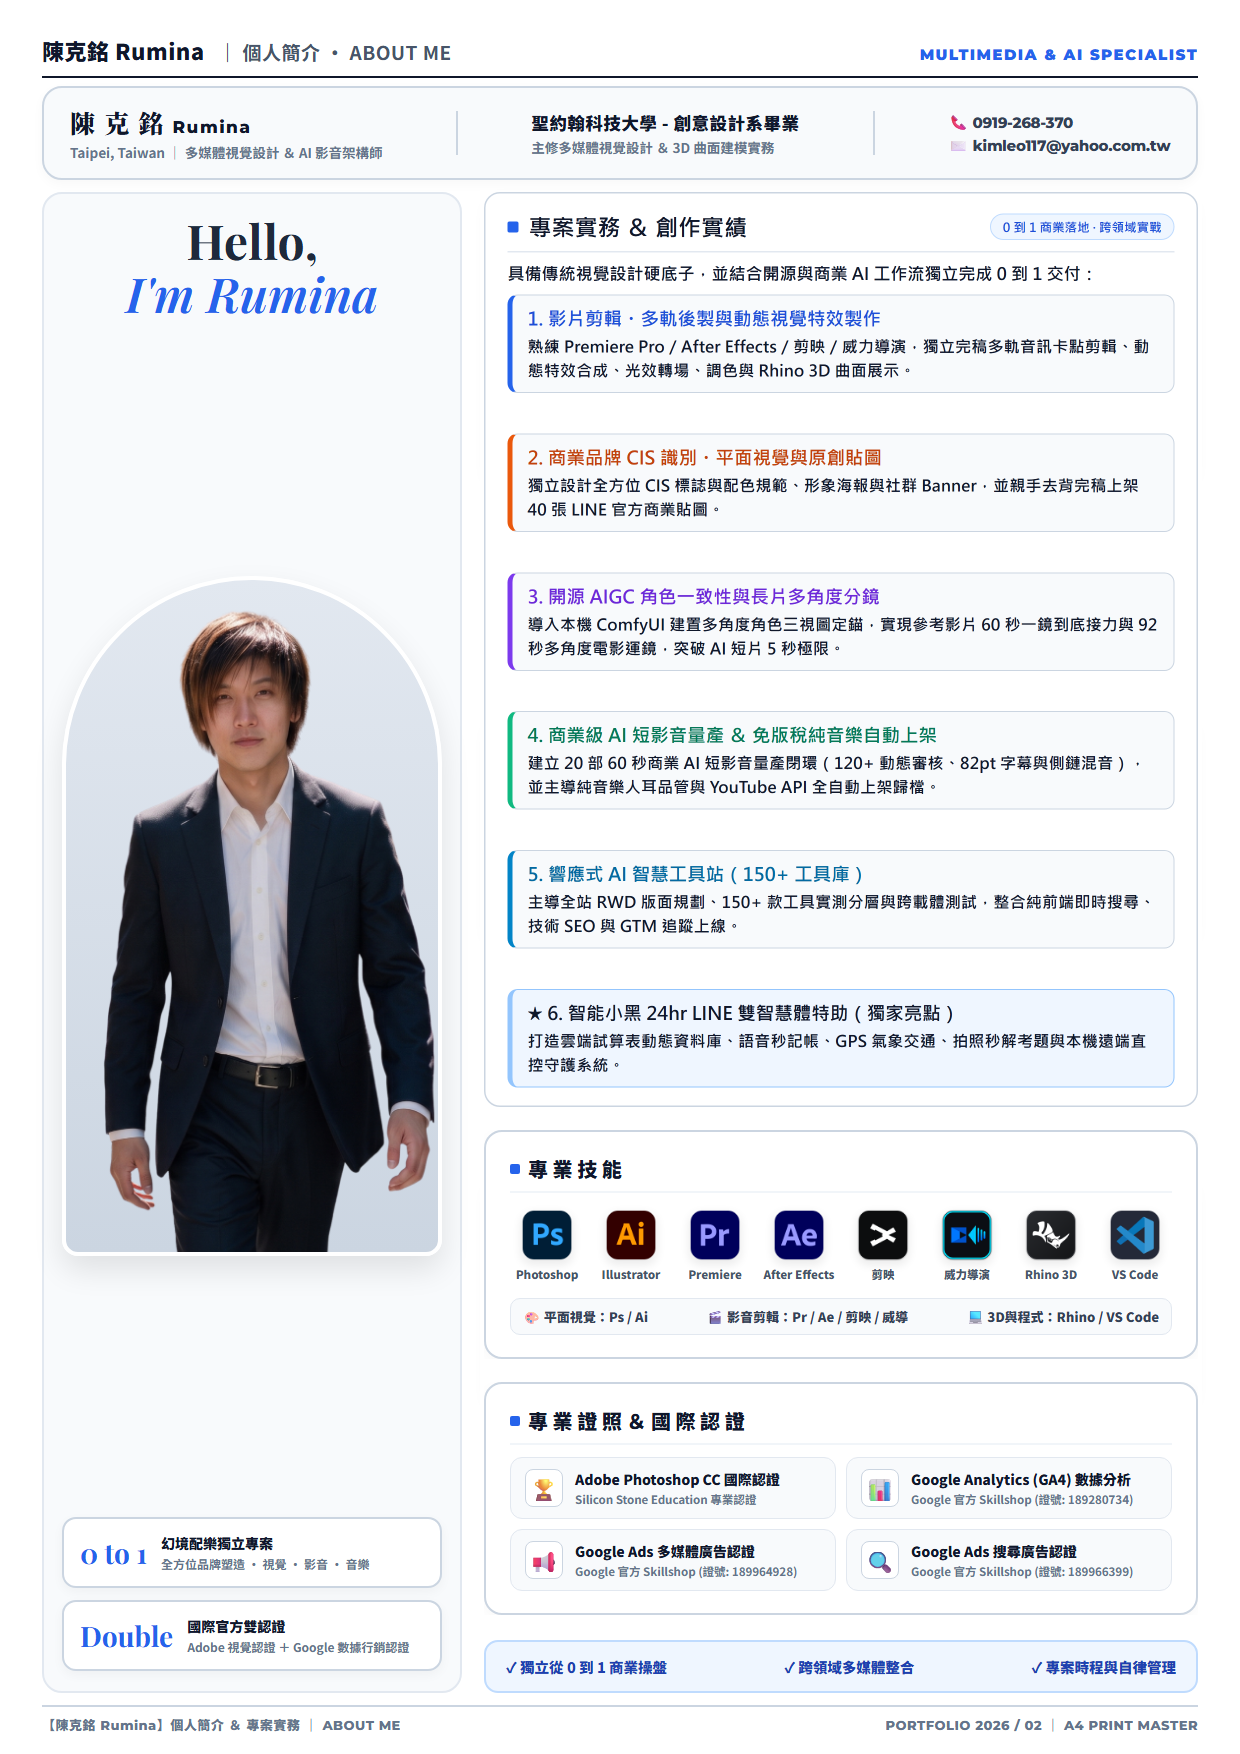 陳克銘 Rumina ｜ 個人簡介 • ABOUT ME
MULTIMEDIA & AI SPECIALIST
陳 克 銘 Rumina
Taipei, Taiwan ｜ 多媒體視覺設計 & AI 影音架構師
聖約翰科技大學 - 創意設計系畢業
主修多媒體視覺設計 & 3D 曲面建模實務
📞 0919-268-370
✉️ kimleo117@yahoo.com.tw
Hello,
I'm Rumina
0 to 1
幻境配樂獨立專案
全方位品牌塑造 • 視覺 • 影音 • 音樂
Double
國際官方雙認證
Adobe 視覺認證 ＋ Google 數據行銷認證
專案實務 & 創作實績
0 到 1 商業落地 · 跨領域實戰
具備傳統視覺設計硬底子，並結合開源與商業 AI 工作流獨立完成 0 到 1 交付：
1. 影片剪輯．多軌後製與動態視覺特效製作
熟練 Premiere Pro / After Effects / 剪映 / 威力導演，獨立完稿多軌音訊卡點剪輯、動
態特效合成、光效轉場、調色與 Rhino 3D 曲面展示。
2. 商業品牌 CIS 識別．平面視覺與原創貼圖
獨立設計全方位 CIS 標誌與配色規範、形象海報與社群 Banner，並親手去背完稿上架
40 張 LINE 官方商業貼圖。
3. 開源 AIGC 角色一致性與長片多角度分鏡
導入本機 ComfyUI 建置多角度角色三視圖定錨，實現參考影片 60 秒一鏡到底接力與 92
秒多角度電影運鏡，突破 AI 短片 5 秒極限。
4. 商業級 AI 短影音量產 & 免版稅純音樂自動上架
建立 20 部 60 秒商業 AI 短影音量產閉環（120+ 動態審核、82pt 字幕與側鏈混音），
並主導純音樂人耳品管與 YouTube API 全自動上架歸檔。
5. 響應式 AI 智慧工具站（150+ 工具庫）
主導全站 RWD 版面規劃、150+ 款工具實測分層與跨載體測試，整合純前端即時搜尋、
技術 SEO 與 GTM 追蹤上線。
★ 6. 智能小黑 24hr LINE 雙智慧體特助（獨家亮點）
打造雲端試算表動態資料庫、語音秒記帳、GPS 氣象交通、拍照秒解考題與本機遠端直
控守護系統。
專業技能
Ps Ai Pr Ae
Photoshop Illustrator Premiere After Effects 剪映 威力導演 Rhino 3D VS Code
🎨 平面視覺：Ps / Ai 🎬 影音剪輯：Pr / Ae / 剪映 / 威導 💻 3D與程式：Rhino / VS Code
專業證照 & 國際認證
Adobe Photoshop CC 國際認證
Silicon Stone Education 專業認證
Google Analytics (GA4) 數據分析
Google 官方 Skillshop (證號: 189280734)
Google Ads 多媒體廣告認證
Google 官方 Skillshop (證號: 189964928)
Google Ads 搜尋廣告認證
Google 官方 Skillshop (證號: 189966399)
✓ 獨立從 0 到 1 商業操盤 ✓ 跨領域多媒體整合 ✓ 專案時程與自律管理
【陳克銘 Rumina】個人簡介 & 專案實務 ｜ ABOUT ME
PORTFOLIO 2026 / 02 ｜ A4 PRINT MASTER